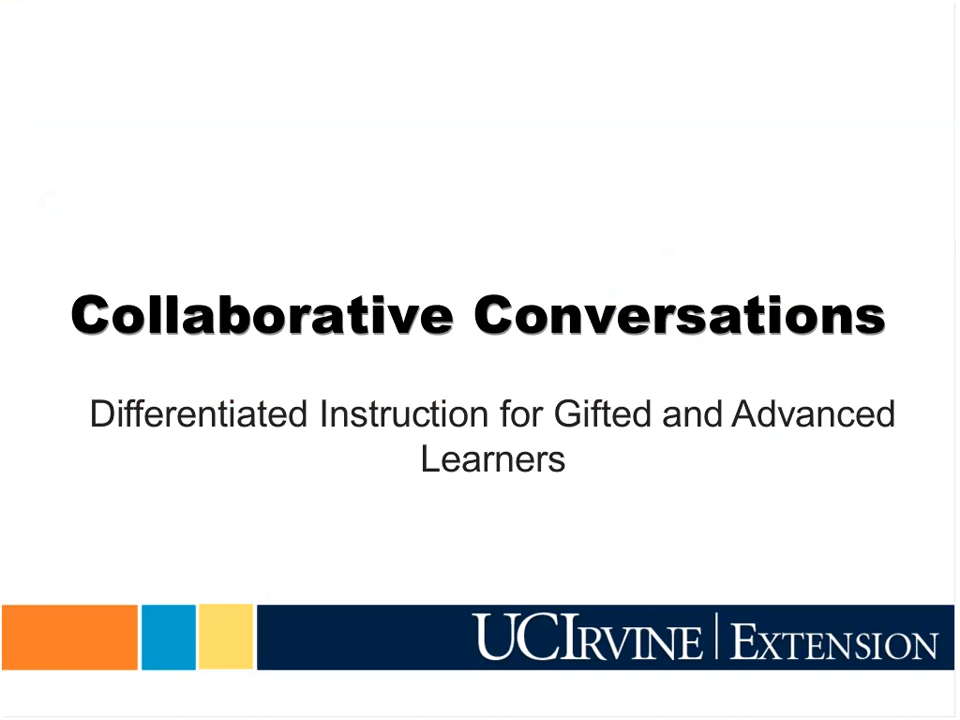 Collaborative Conversations
Differentiated Instruction for Gifted and Advanced
Learners
UCIRVINE | EXTENSION